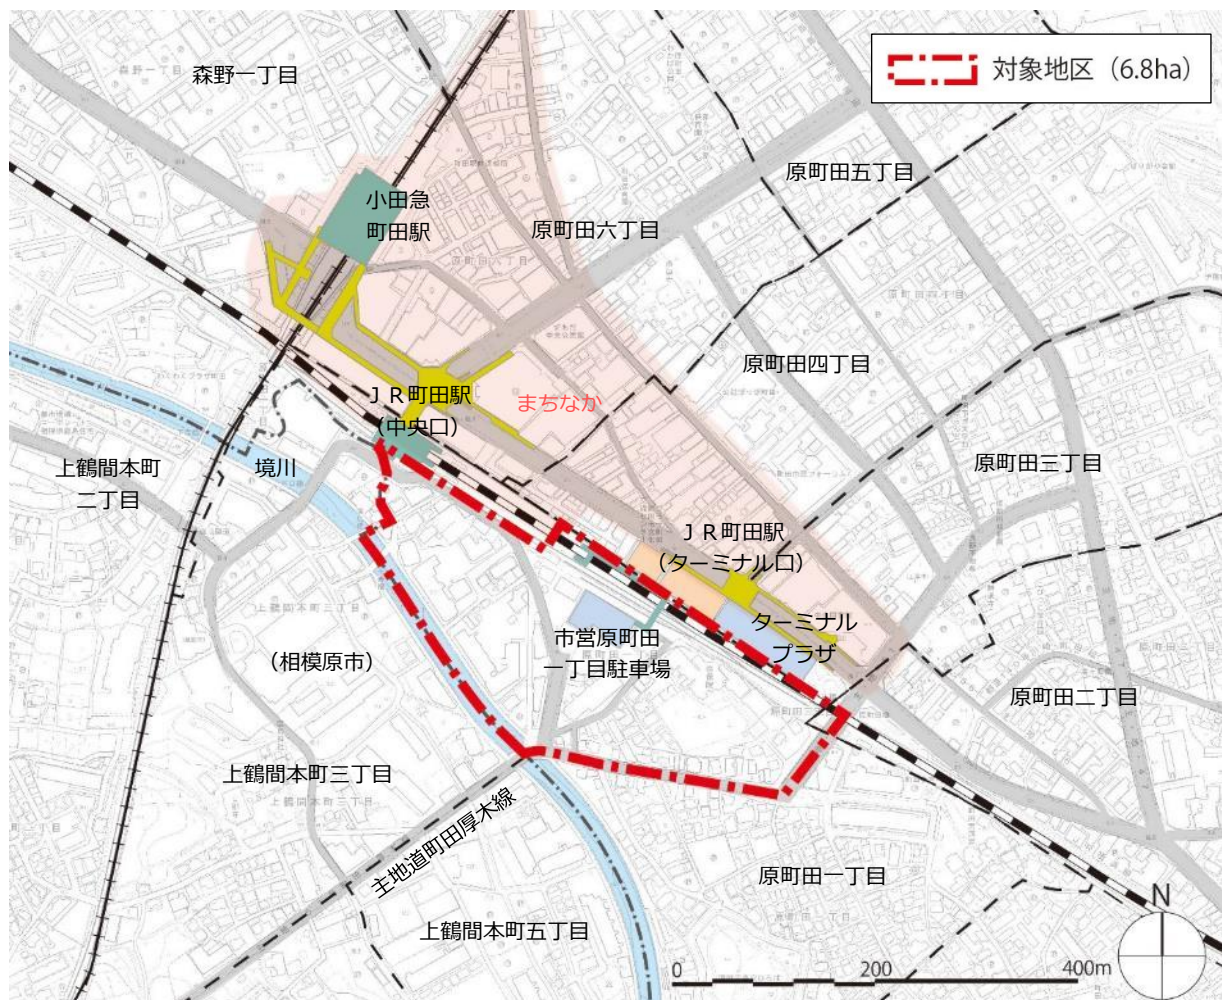 対象地区（6.8ha）
森野一丁目
小田急
町田駅
原町田五丁目
原町田六丁目
原町田四丁目
ＪＲ町田駅
（中央口）
まちなか
上鶴間本町
二丁目
境川
原町田三丁目
ＪＲ町田駅
（ターミナル口）
ターミナル
プラザ
市営原町田
一丁目駐車場
（相模原市）
原町田二丁目
上鶴間本町三丁目
主地道町田厚木線
原町田一丁目
上鶴間本町五丁目
N
0 200 400m